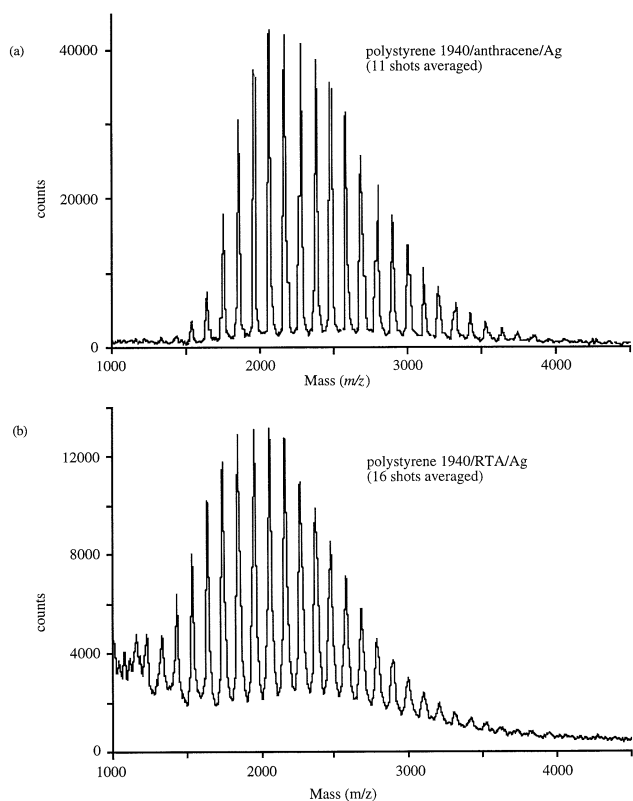 (a)
polystyrene 1940/anthracene/Ag
(11 shots averaged)
40000
20000
0
counts
1000
2000
3000
4000
Mass (m/z)
(b)
polystyrene 1940/RTA/Ag
(16 shots averaged)
12000
8000
4000
0
counts
1000
2000
3000
4000
Mass (m/z)